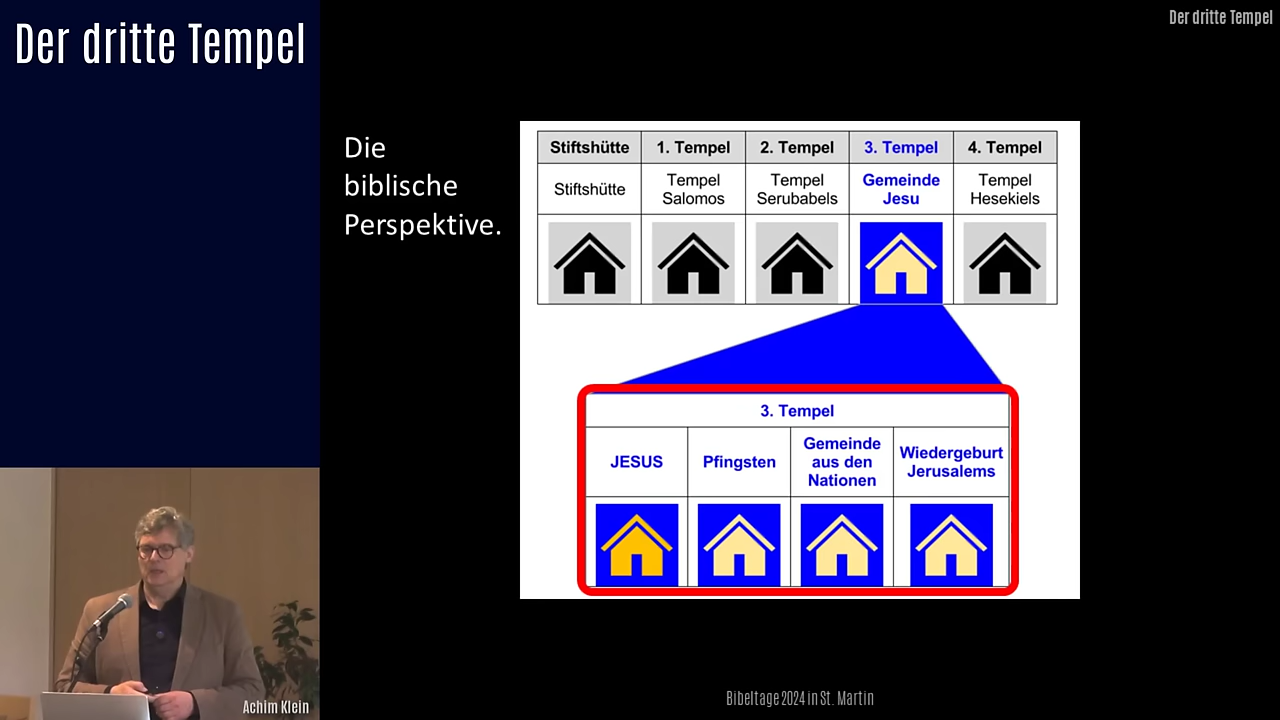 Der dritte Tempel
Der dritte Tempel
Die
biblische
Perspektive.
Stiftshütte 1. Tempel 2. Tempel 3. Tempel 4. Tempel
Stiftshütte
Tempel
Salomos
Tempel
Serubabels
Gemeinde
Jesu
Tempel
Hesekiels
3. Tempel
JESUS
Pfingsten
Gemeinde
aus den
Nationen
Wiedergeburt
Jerusalems
Achim Klein
Bibeltage 2024 in St. Martin